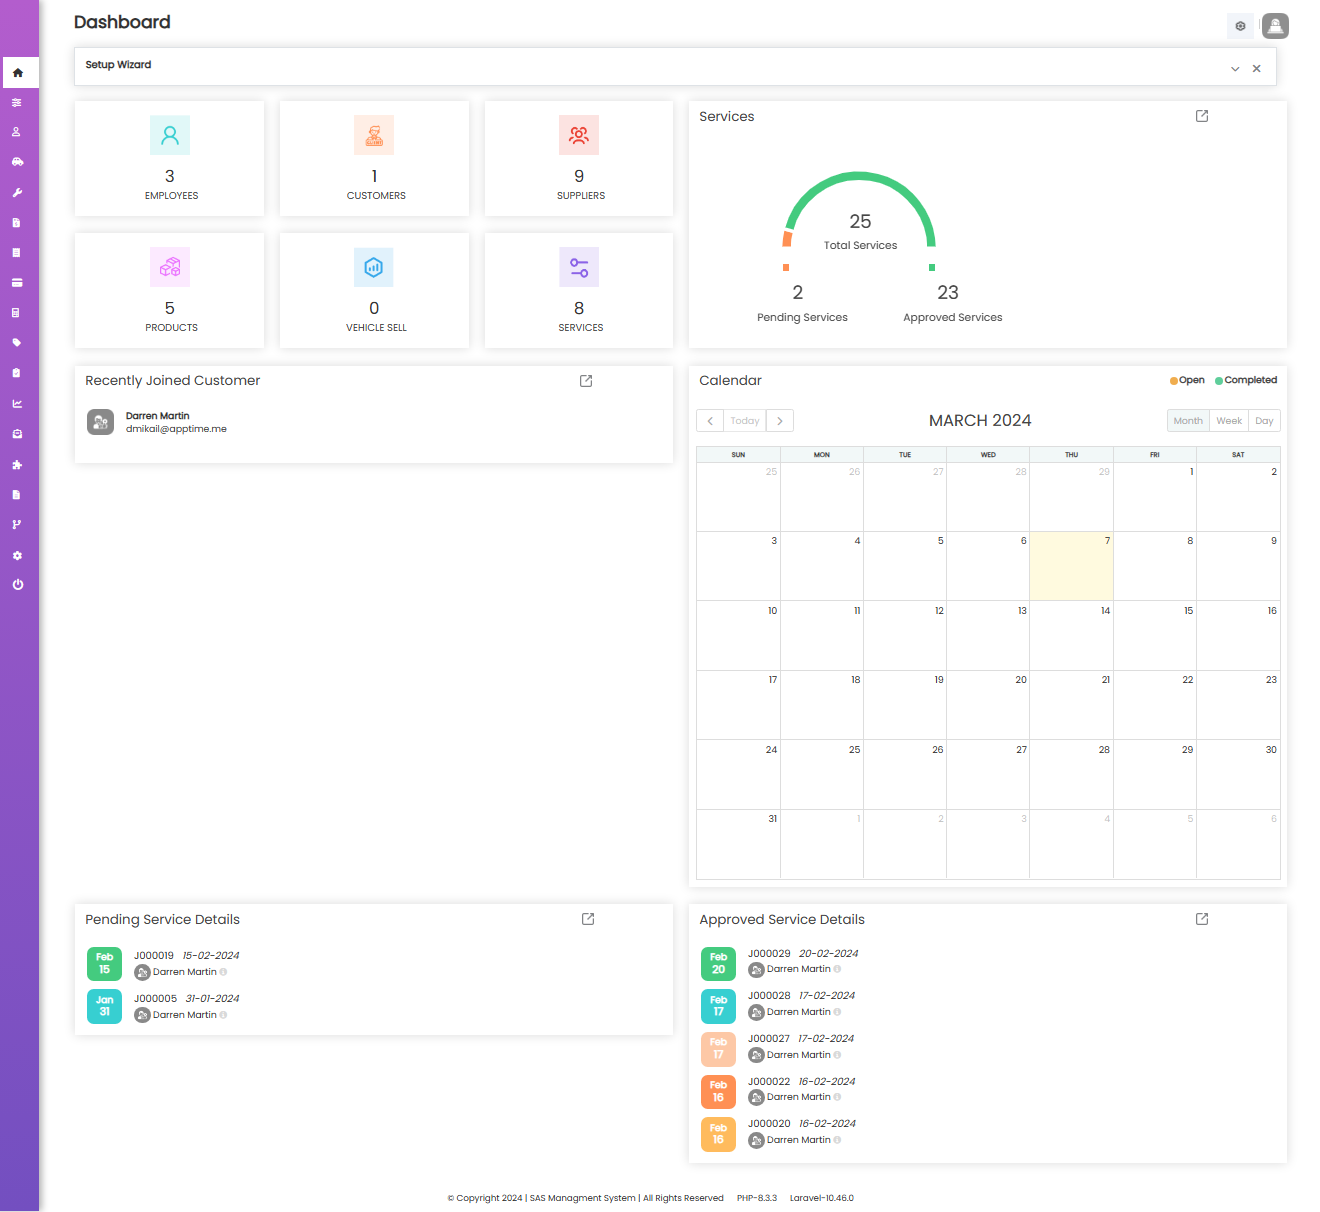 Dashboard
Setup Wizard
3
EMPLOYEES
1
CUSTOMERS
9
SUPPLIERS
5
PRODUCTS
0
VEHICLE SELL
8
SERVICES
Services
25
Total Services
2
Pending Services
23
Approved Services
Recently Joined Customer
Darren Martin
dmikail@apptime.me
Calendar
Open Completed
Today
MARCH 2024
Month Week Day
SUN MON TUE WED THU FRI SAT
25 26 27 28 29 1 2
3 4 5 6 7 8 9
10 11 12 13 14 15 16
17 18 19 20 21 22 23
24 25 26 27 28 29 30
31 1 2 3 4 5 6
Pending Service Details
Feb 15
J000019 15-02-2024
Darren Martin
Jan 31
J000005 31-01-2024
Darren Martin
Approved Service Details
Feb 20
J000029 20-02-2024
Darren Martin
Feb 17
J000028 17-02-2024
Darren Martin
Feb 17
J000027 17-02-2024
Darren Martin
Feb 16
J000022 16-02-2024
Darren Martin
Feb 16
J000020 16-02-2024
Darren Martin
© Copyright 2024 | SAS Managment System | All Rights Reserved PHP-8.3.3 Laravel-10.46.0